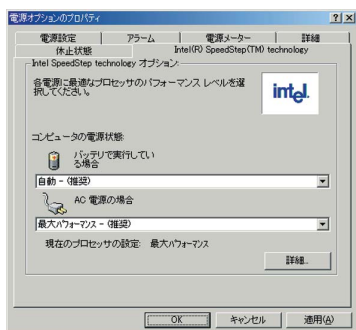 電源オプションのプロパティ
電源設定 アラーム 電源メーター 詳細
休止状態 Intel(R) SpeedStep(TM) technology
Intel SpeedStep technology オプション:
各電源に最適なプロセッサのパフォーマンス レベルを選
択してください。
intel.
コンピュータの電源状態:
バッテリで実行してい
る場合
自動 - (推奨)
AC 電源の場合
最大パフォーマンス - (推奨)
現在のプロセッサの設定: 最大パフォーマンス
詳細...
OK キャンセル 適用(A)